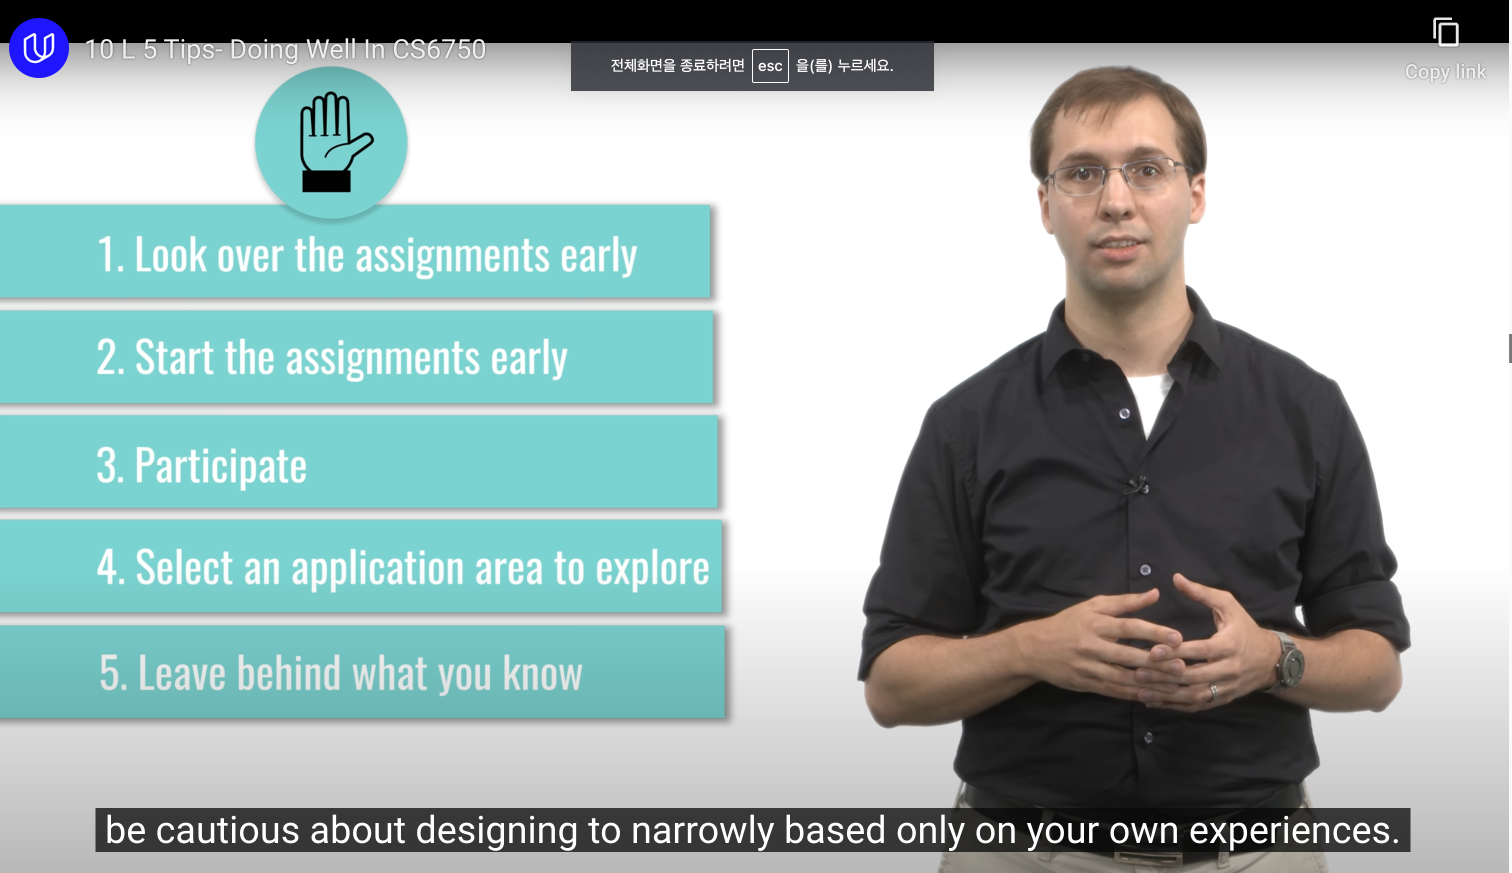 10 L 5 Tips- Doing Well In CS6750
전체화면을 종료하려면 esc 을(를) 누르세요.
Copy link
1. Look over the assignments early
2. Start the assignments early
3. Participate
4. Select an application area to explore
5. Leave behind what you know
be cautious about designing to narrowly based only on your own experiences.